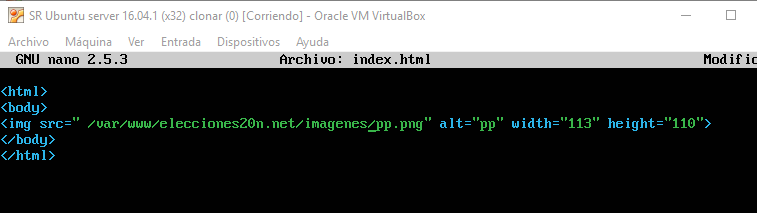 SR Ubuntu server 16.04.1 (x32) clonar (0) [Corriendo] - Oracle VM VirtualBox
Archivo Máquina Ver Entrada Dispositivos Ayuda
GNU nano 2.5.3 Archivo: index.html Modific
<html>
<body>
<img src=" /var/www/elecciones20n.net/imagenes/pp.png" alt="pp" width="113" height="110">
</body>
</html>